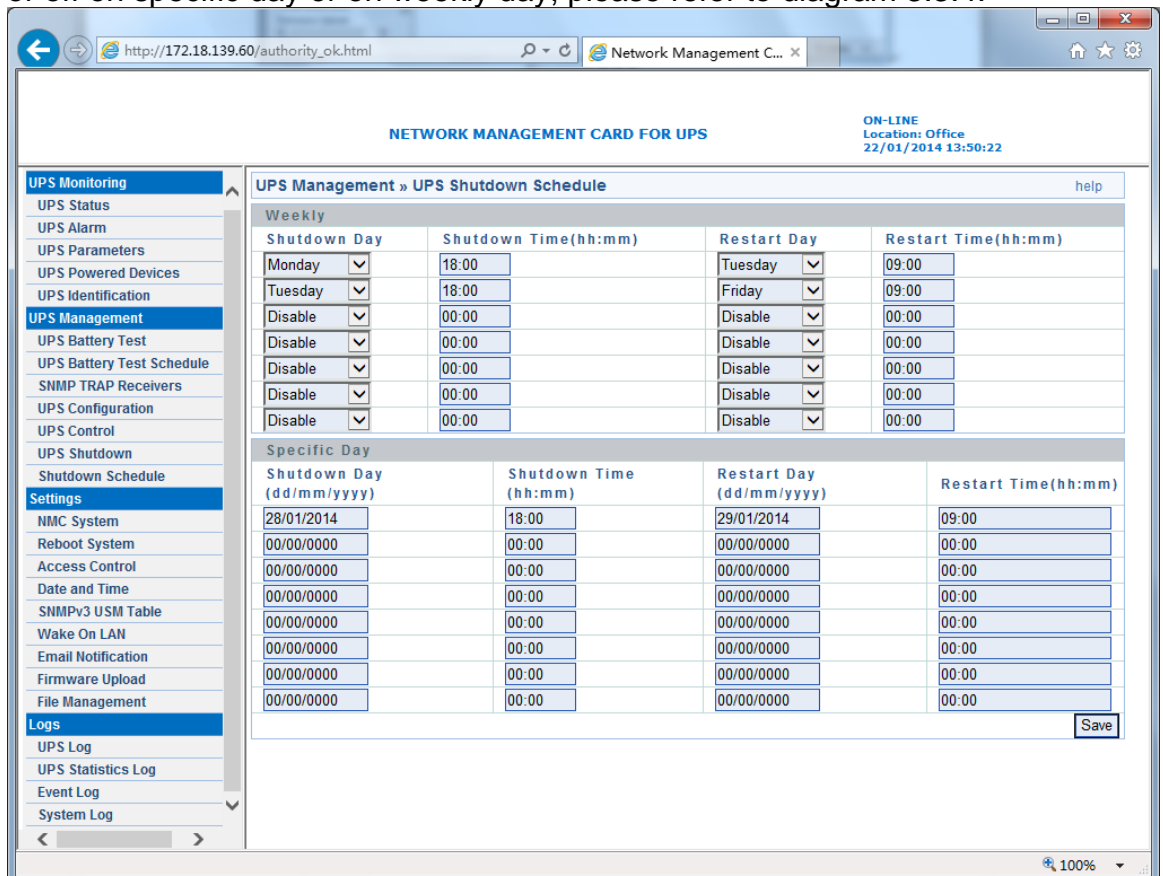 or off on specific day or on weekly day, please refer to diagram
http://172.18.139.60/authority_ok.html
Network Management C...
NETWORK MANAGEMENT CARD FOR UPS
ON-LINE
Location: Office
22/01/2014 13:50:22
UPS Monitoring
UPS Status
UPS Alarm
UPS Parameters
UPS Powered Devices
UPS Identification
UPS Management
UPS Battery Test
UPS Battery Test Schedule
SNMP TRAP Receivers
UPS Configuration
UPS Control
UPS Shutdown
Shutdown Schedule
Settings
NMC System
Reboot System
Access Control
Date and Time
SNMPv3 USM Table
Wake On LAN
Email Notification
Firmware Upload
File Management
Logs
UPS Log
UPS Statistics Log
Event Log
System Log
UPS Management » UPS Shutdown Schedule help
Weekly
Shutdown Day Shutdown Time(hh:mm) Restart Day Restart Time(hh:mm)
Monday 18:00 Tuesday 09:00
Tuesday 18:00 Friday 09:00
Disable 00:00 Disable 00:00
Disable 00:00 Disable 00:00
Disable 00:00 Disable 00:00
Disable 00:00 Disable 00:00
Disable 00:00 Disable 00:00
Specific Day
Shutdown Day (dd/mm/yyyy) Shutdown Time (hh:mm) Restart Day (dd/mm/yyyy) Restart Time(hh:mm)
28/01/2014 18:00 29/01/2014 09:00
00/00/0000 00:00 00/00/0000 00:00
00/00/0000 00:00 00/00/0000 00:00
00/00/0000 00:00 00/00/0000 00:00
00/00/0000 00:00 00/00/0000 00:00
00/00/0000 00:00 00/00/0000 00:00
00/00/0000 00:00 00/00/0000 00:00
00/00/0000 00:00 00/00/0000 00:00
Save
100%